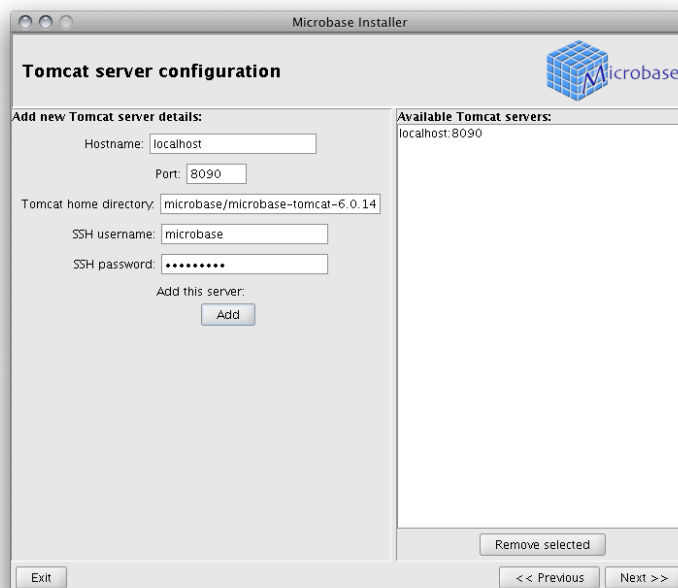 Microbase Installer
Tomcat server configuration
Microbase
Add new Tomcat server details:
Hostname: localhost
Port: 8090
Tomcat home directory: microbase/microbase-tomcat-6.0.14
SSH username: microbase
SSH password: •••••••••
Add this server:
Add
Available Tomcat servers:
localhost:8090
Remove selected
Exit
<< Previous
Next >>